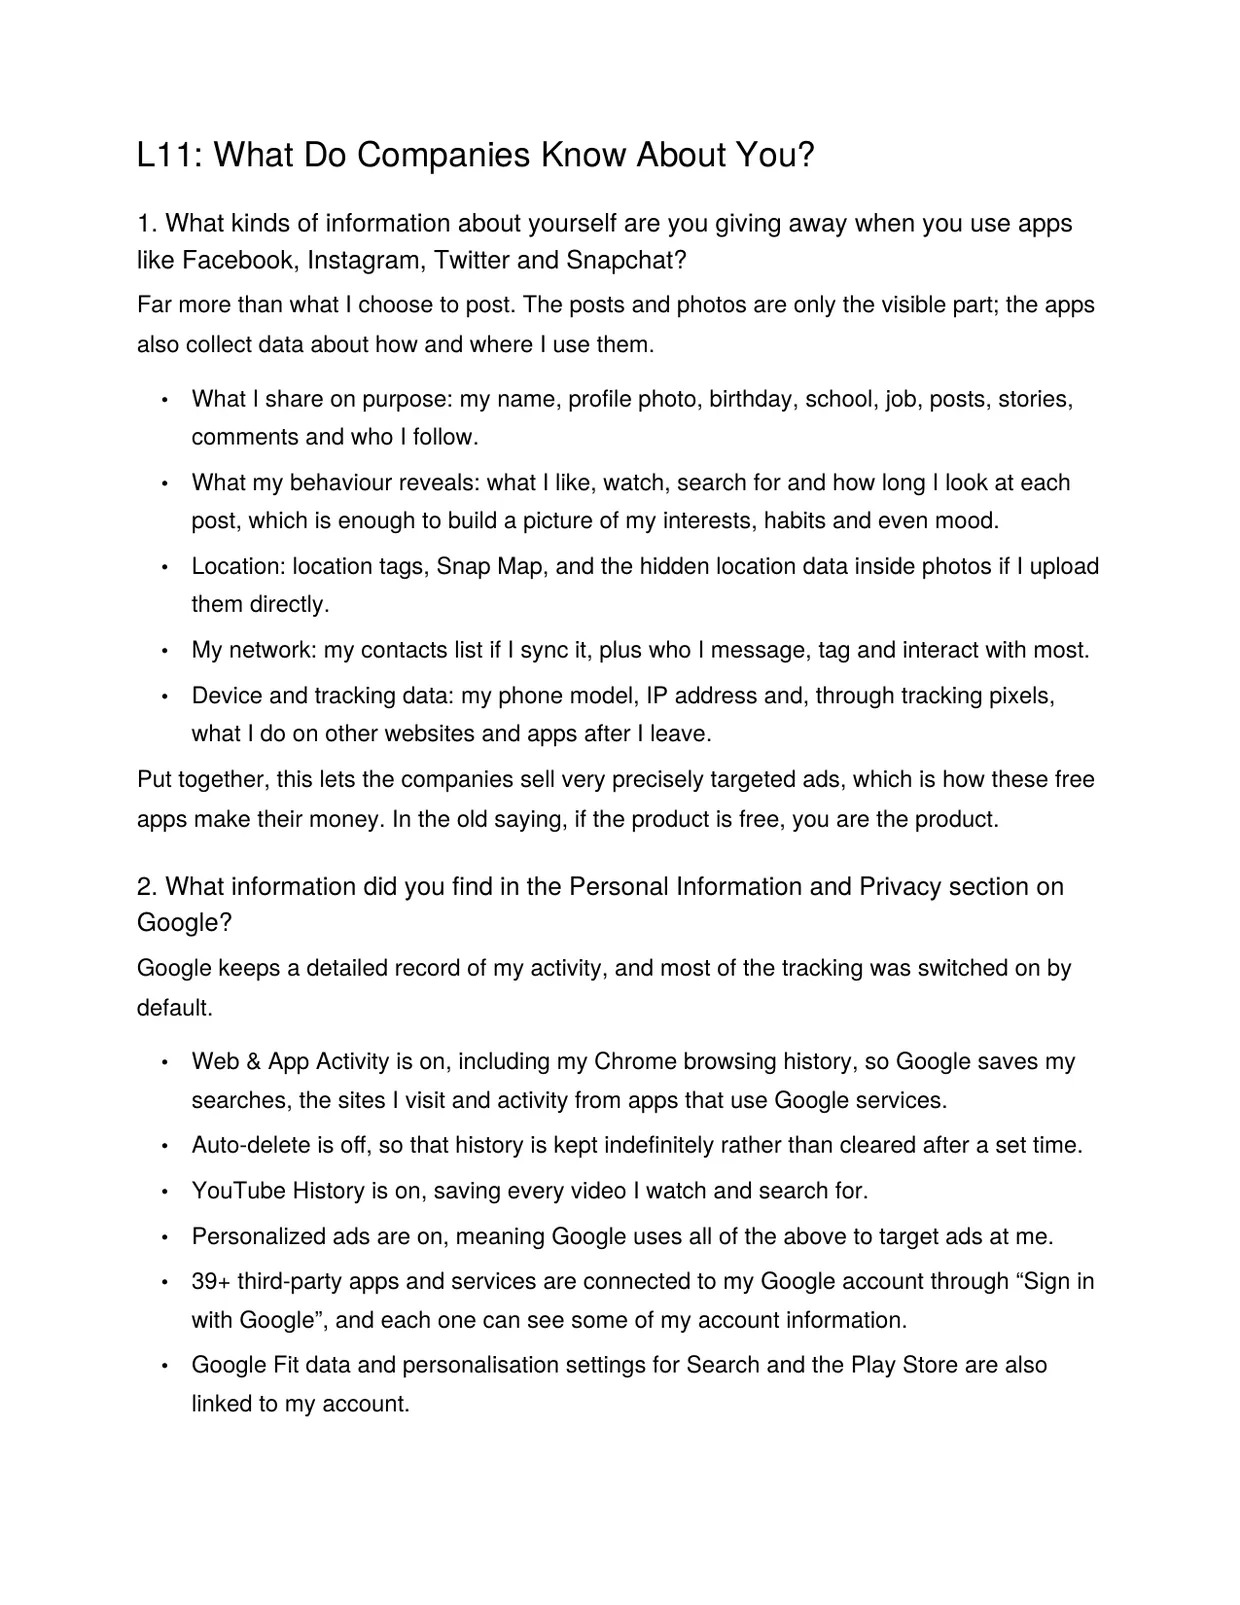 L11: What Do Companies Know About You?
1. What kinds of information about yourself are you giving away when you use apps
like Facebook, Instagram, Twitter and Snapchat?
Far more than what I choose to post. The posts and photos are only the visible part; the apps
also collect data about how and where I use them.
• What I share on purpose: my name, profile photo, birthday, school, job, posts, stories,
comments and who I follow.
• What my behaviour reveals: what I like, watch, search for and how long I look at each
post, which is enough to build a picture of my interests, habits and even mood.
• Location: location tags, Snap Map, and the hidden location data inside photos if I upload
them directly.
• My network: my contacts list if I sync it, plus who I message, tag and interact with most.
• Device and tracking data: my phone model, IP address and, through tracking pixels,
what I do on other websites and apps after I leave.
Put together, this lets the companies sell very precisely targeted ads, which is how these free
apps make their money. In the old saying, if the product is free, you are the product.
2. What information did you find in the Personal Information and Privacy section on
Google?
Google keeps a detailed record of my activity, and most of the tracking was switched on by
default.
• Web & App Activity is on, including my Chrome browsing history, so Google saves my
searches, the sites I visit and activity from apps that use Google services.
• Auto-delete is off, so that history is kept indefinitely rather than cleared after a set time.
• YouTube History is on, saving every video I watch and search for.
• Personalized ads are on, meaning Google uses all of the above to target ads at me.
• 39+ third-party apps and services are connected to my Google account through “Sign in
with Google”, and each one can see some of my account information.
• Google Fit data and personalisation settings for Search and the Play Store are also
linked to my account.